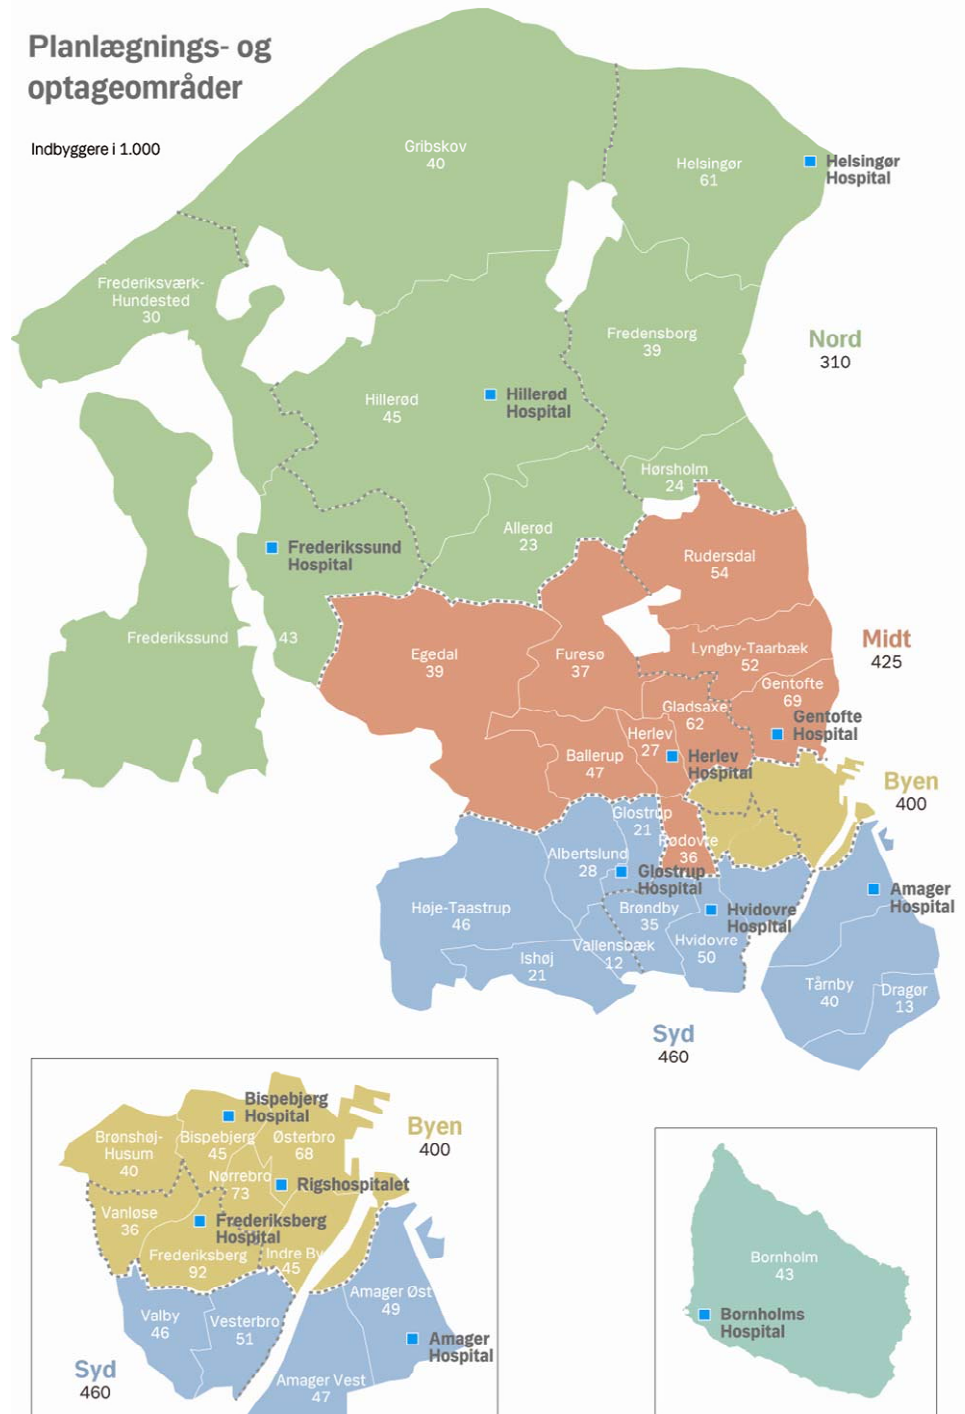 Planlægnings- og
optageområder
Indbyggere i 1.000
Gribskov
40
Helsingør
61
Helsingør
Hospital
Frederiksværk-
Hundested
30
Fredensborg
39
Nord
310
Hillerød
45
Hillerød
Hospital
Hørsholm
24
Allerød
23
Frederikssund
Hospital
Rudersdal
54
Frederikssund
43
Egedal
39
Furesø
37
Lyngby-Taarbæk
52
Midt
425
Gentofte
69
Gentofte
Hospital
Gladsaxe
62
Herlev
27
Herlev
Hospital
Ballerup
47
Byen
400
Glostrup
21
Rødovre
36
Albertslund
28
Glostrup
Hospital
Høje-Taastrup
46
Brøndby
35
Hvidovre
Hospital
Amager
Hospital
Hvidovre
50
Vallensbæk
12
Ishøj
21
Tårnby
40
Dragør
13
Syd
460
Bispebjerg
Hospital
Byen
400
Brønshøj-
Husum
40
Bispebjerg
45
Østerbro
68
Nørrebro
73
Rigshospitalet
Vanløse
36
Frederiksberg
Hospital
Frederiksberg
92
Indre By
45
Valby
46
Vesterbro
51
Amager Øst
49
Amager
Hospital
Syd
460
Amager Vest
47
Bornholm
43
Bornholms
Hospital